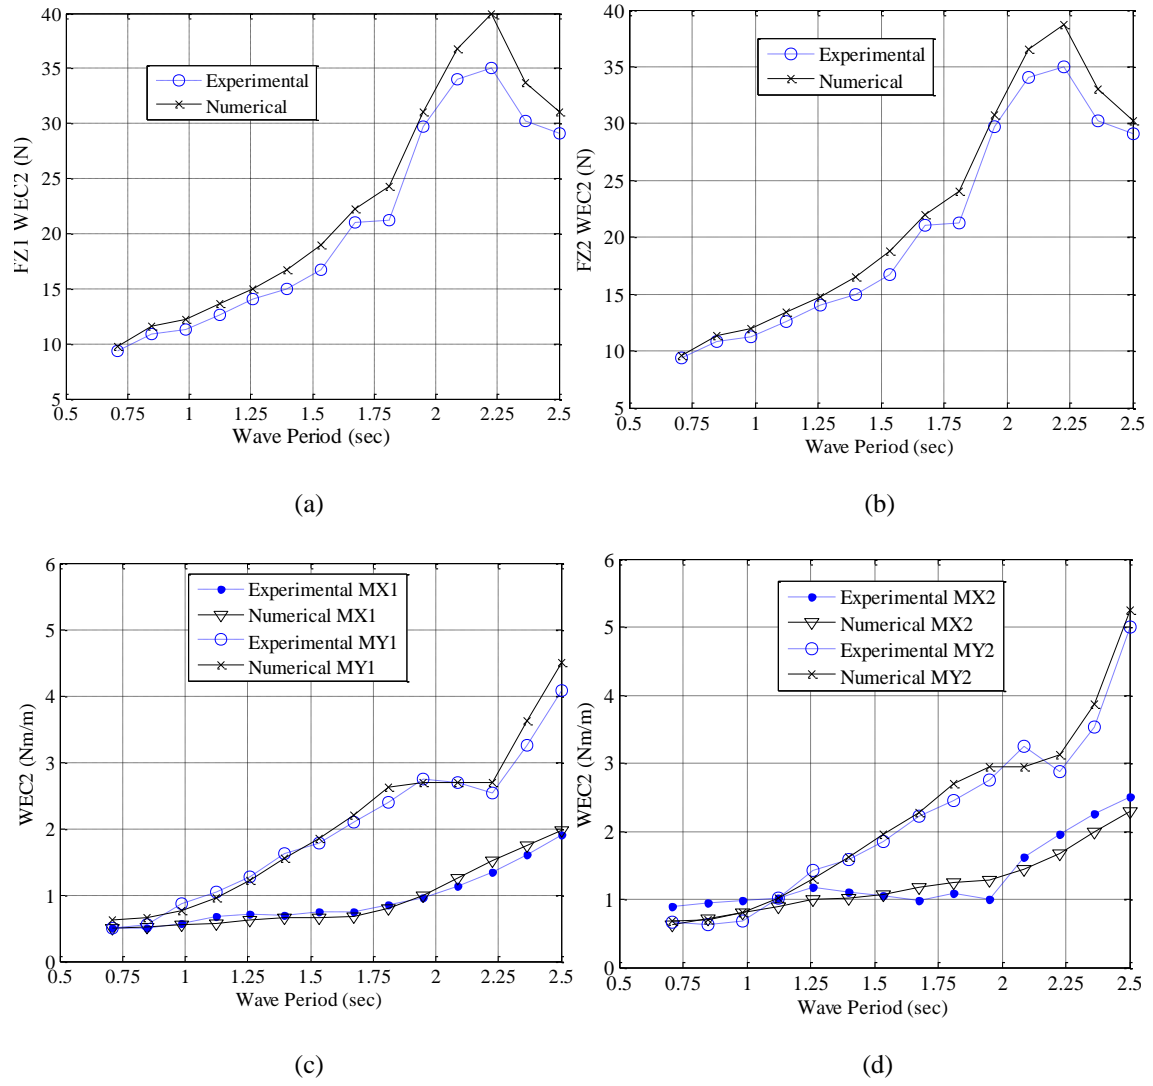 40
35
30
25
20
15
10
5
FZ1 WEC2 (N)
Experimental
Numerical
0.5
0.75
1
1.25
1.5
1.75
2
2.25
2.5
Wave Period (sec)
(a)
40
35
30
25
20
15
10
5
FZ2 WEC2 (N)
Experimental
Numerical
0.5
0.75
1
1.25
1.5
1.75
2
2.25
2.5
Wave Period (sec)
(b)
6
5
4
3
2
1
0
WEC2 (Nm/m)
Experimental MX1
Numerical MX1
Experimental MY1
Numerical MY1
0.5
0.75
1
1.25
1.5
1.75
2
2.25
2.5
Wave Period (sec)
(c)
6
5
4
3
2
1
0
WEC2 (Nm/m)
Experimental MX2
Numerical MX2
Experimental MY2
Numerical MY2
0.5
0.75
1
1.25
1.5
1.75
2
2.25
2.5
Wave Period (sec)
(d)